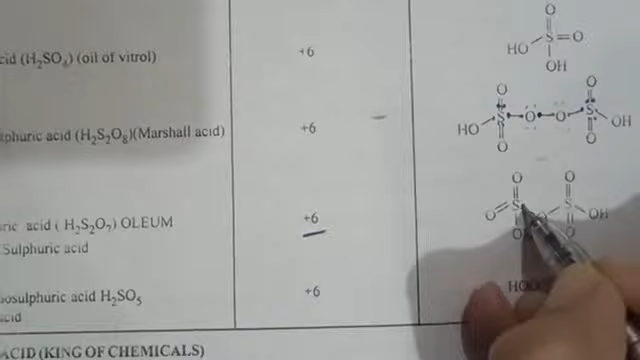 cid (H₂SO₄) (oil of vitrol) +6
O
S=O
HO
OH
lphuric acid (H₂S₂O₈)(Marshall acid) +6
O O
HO S O O S OH
O O
ric acid ( H₂S₂O₇) OLEUM +6
Sulphuric acid
O O
O S S OH
O O
osulphuric acid H₂SO₅ +6
acid
HO
ACID (KING OF CHEMICALS)